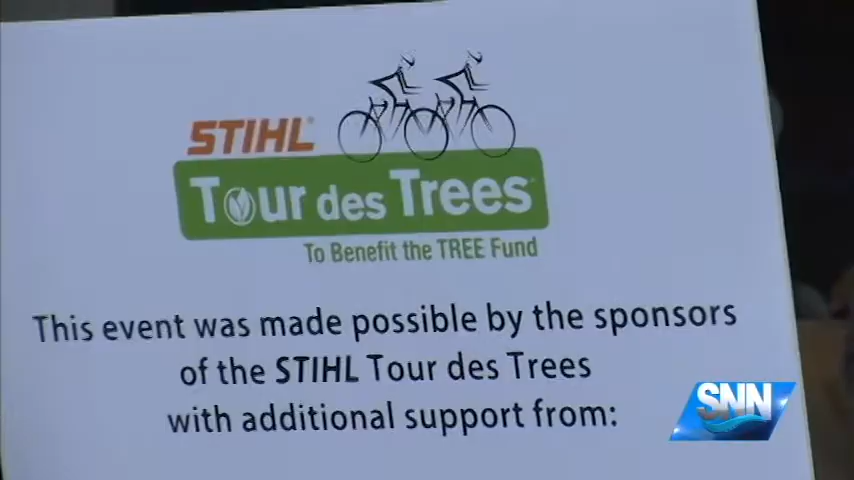 STIHL®
Tour des Trees
To Benefit the TREE Fund
This event was made possible by the sponsors
of the STIHL Tour des Trees
with additional support from:
SNN